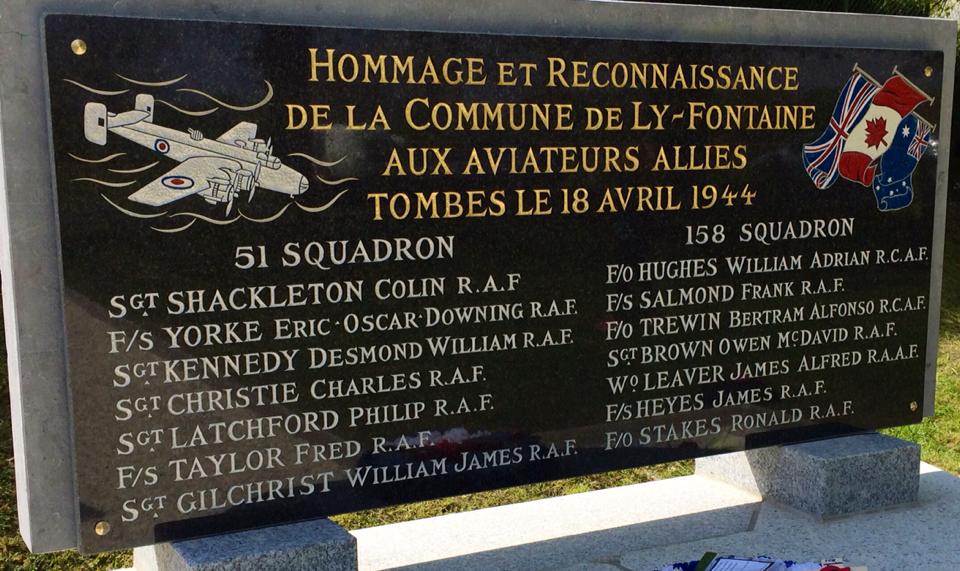 HOMMAGE ET RECONNAISSANCE
DE LA COMMUNE DE LY-FONTAINE
AUX AVIATEURS ALLIES
TOMBES LE 18 AVRIL 1944
51 SQUADRON
SGT SHACKLETON COLIN R.A.F
F/S YORKE ERIC·OSCAR·DOWNING R.A.F.
SGT KENNEDY DESMOND WILLIAM R.A.F.
SGT CHRISTIE CHARLES R.A.F.
SGT LATCHFORD PHILIP R.A.F.
F/S TAYLOR FRED R.A.F.
SGT GILCHRIST WILLIAM JAMES R.A.F.
158 SQUADRON
F/O HUGHES WILLIAM ADRIAN R.C.A.F.
F/S SALMOND FRANK R.A.F.
F/O TREWIN BERTRAM ALFONSO R.C.A.F.
SGT BROWN OWEN MCDAVID R.A.F.
WO LEAVER JAMES ALFRED R.A.A.F.
F/S HEYES JAMES R.A.F.
F/O STAKES RONALD R.A.F.